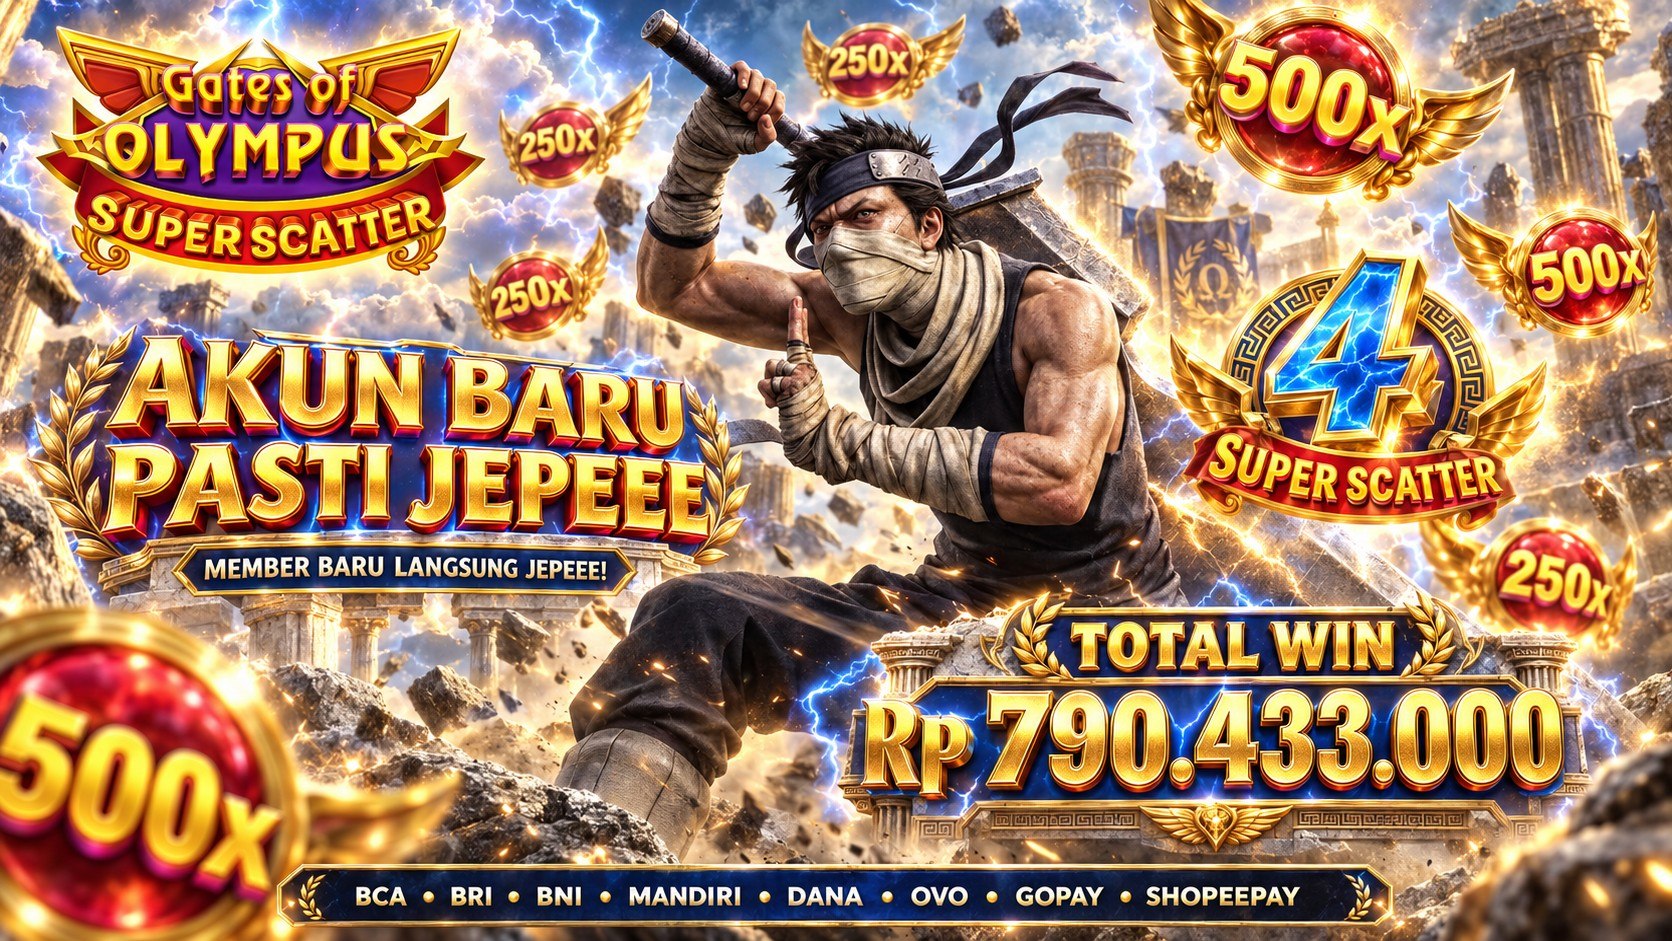 Gates of
OLYMPUS
SUPER SCATTER
250x
250x
250x
500x
500x
4
SUPER SCATTER
250x
AKUN BARU
PASTI JEPEEE
MEMBER BARU LANGSUNG JEPEEE!
TOTAL WIN
Rp 790.433.000
500x
BCA • BRI • BNI • MANDIRI • DANA • OVO • GOPAY • SHOPEEPAY